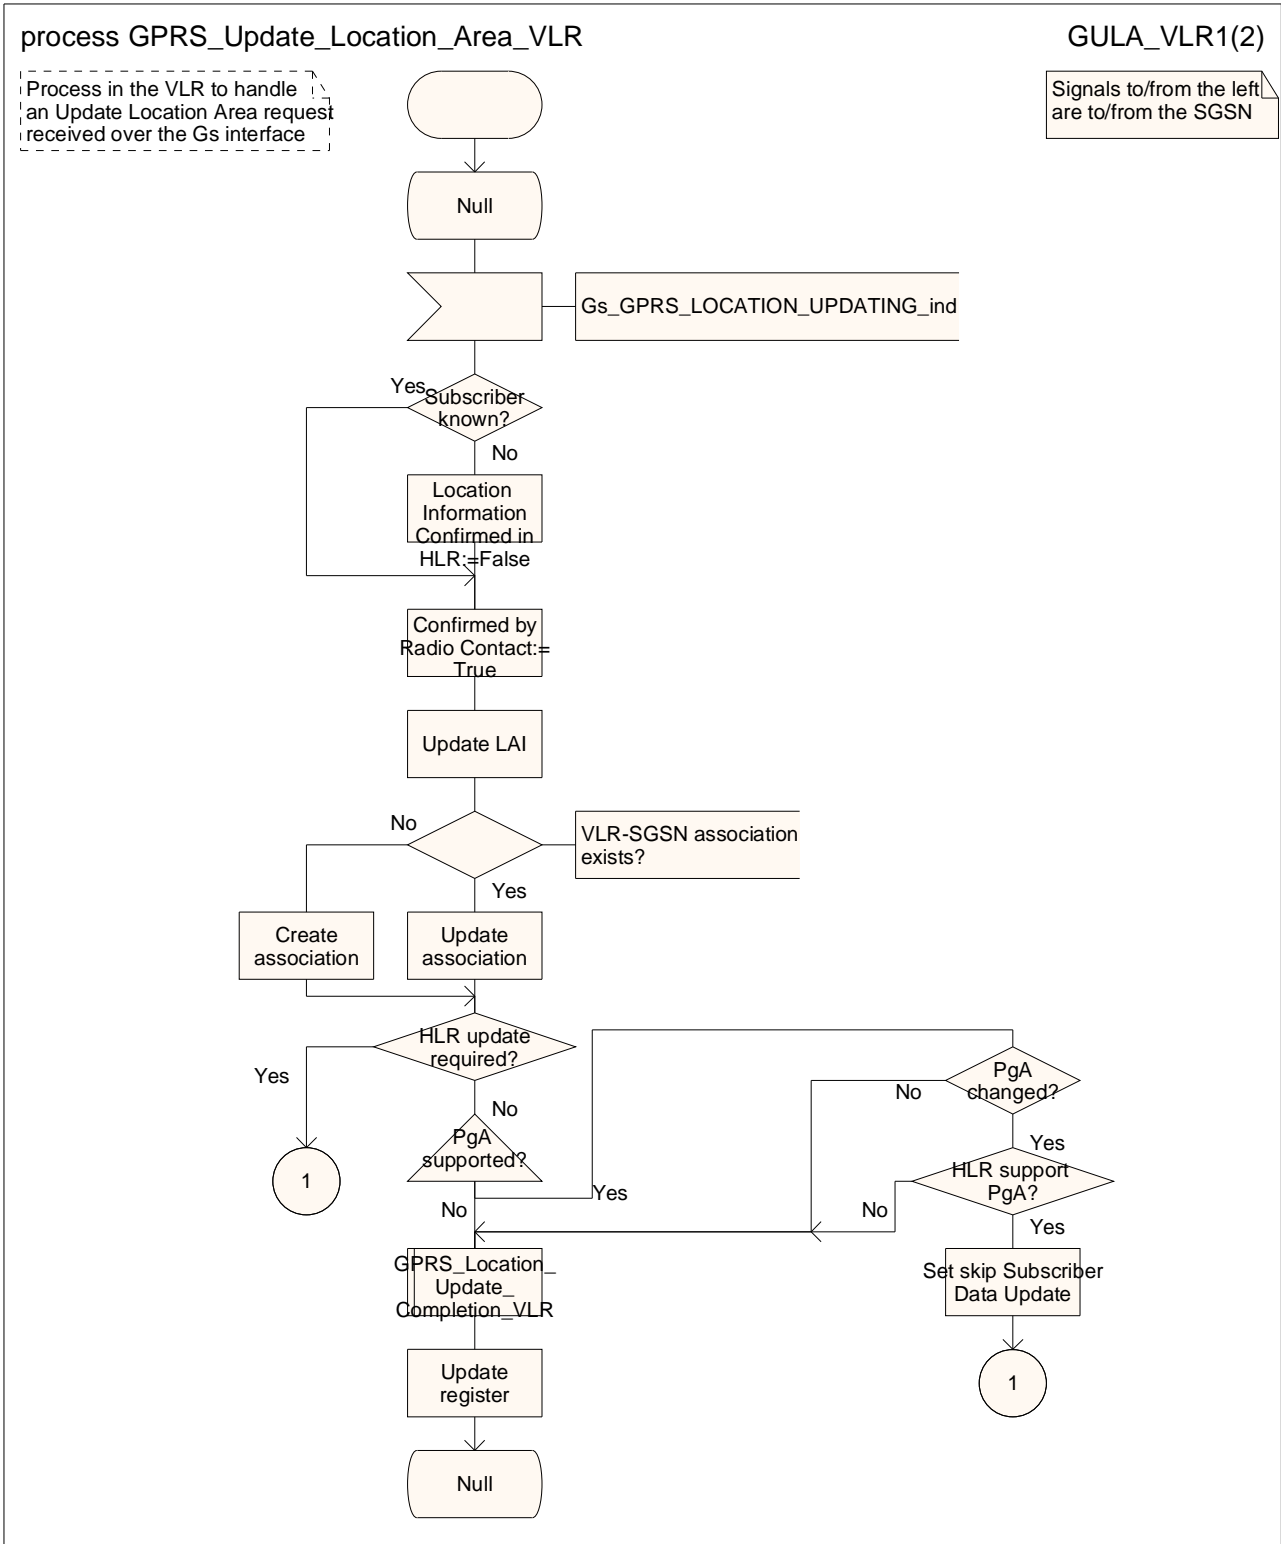 process GPRS_Update_Location_Area_VLR
GULA_VLR1(2)
Process in the VLR to handle
an Update Location Area request
received over the Gs interface
Signals to/from the left
are to/from the SGSN
Null
Gs_GPRS_LOCATION_UPDATING_ind
Yes
Subscriber
known?
No
Location
Information
Confirmed in
HLR:=False
Confirmed by
Radio Contact:=
True
Update LAI
No
VLR-SGSN association
exists?
Yes
Create
association
Update
association
HLR update
required?
Yes
No
PgA
changed?
No
Yes
1
PgA
supported?
Yes
No
HLR support
PgA?
No
Yes
GPRS_Location_
Update_
Completion_VLR
Set skip Subscriber
Data Update
Update
register
1
Null